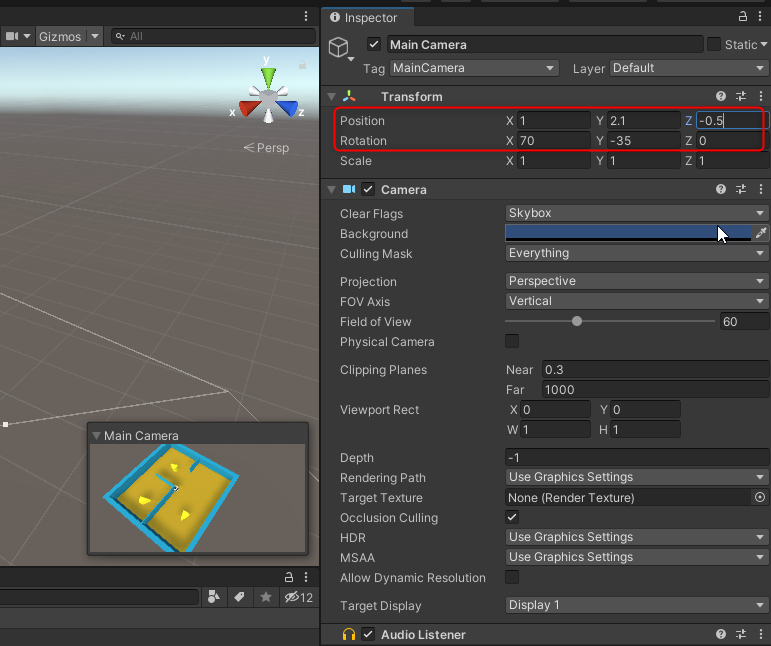 Inspector
Gizmos All
Main Camera Static
Tag MainCamera Layer Default
y
x z
Persp
Transform
Position X 1 Y 2.1 Z -0.5
Rotation X 70 Y -35 Z 0
Scale X 1 Y 1 Z 1
Camera
Clear Flags Skybox
Background
Culling Mask Everything
Projection Perspective
FOV Axis Vertical
Field of View 60
Physical Camera
Clipping Planes Near 0.3
Far 1000
Viewport Rect X 0 Y 0
W 1 H 1
Main Camera
Depth -1
Rendering Path Use Graphics Settings
Target Texture None (Render Texture)
Occlusion Culling
HDR Use Graphics Settings
MSAA Use Graphics Settings
Allow Dynamic Resolution
12
Target Display Display 1
Audio Listener